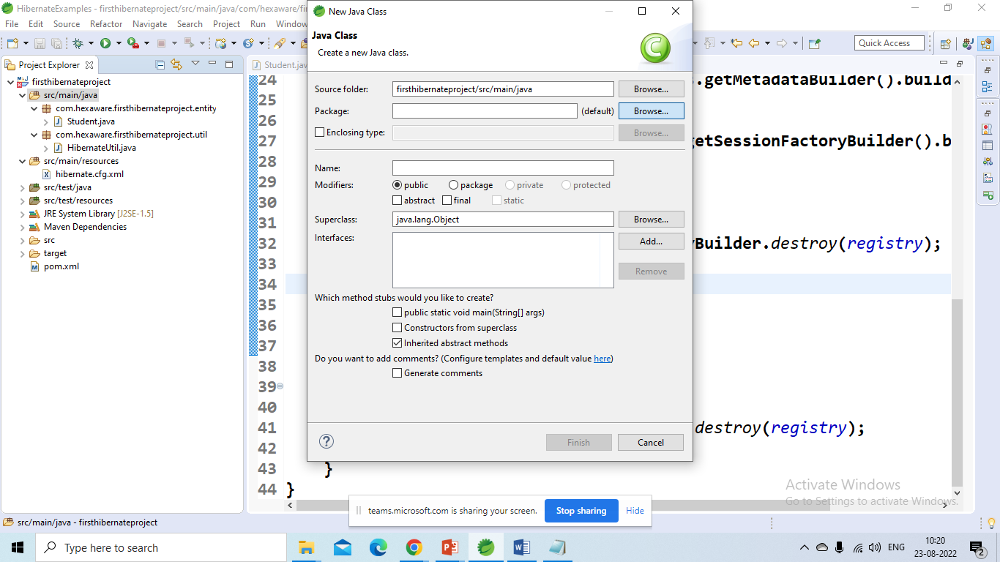 HibernateExamples - firsthibernateproject/src/main/java/com/hexaware/fi
File Edit Source Refactor Navigate Search Project Run Window
Quick Access
Project Explorer
firsthibernateproject
src/main/java
com.hexaware.firsthibernateproject.entity
Student.java
com.hexaware.firsthibernateproject.util
HibernateUtil.java
src/main/resources
hibernate.cfg.xml
src/test/java
src/test/resources
JRE System Library [J2SE-1.5]
Maven Dependencies
src
target
pom.xml
Student.jav
24 s.getMetadataBuilder().build
25
26
27 getSessionFactoryBuilder().b
28
29
30
31
32 yBuilder.destroy(registry);
33
34
35
36
37
38
39
40
41 destroy(registry);
42
43 }
44 }
New Java Class
Java Class
Create a new Java class.
Source folder: firsthibernateproject/src/main/java Browse...
Package: (default) Browse...
Enclosing type: Browse...
Name:
Modifiers: public package private protected
abstract final static
Superclass: java.lang.Object Browse...
Interfaces: Add...
Remove
Which method stubs would you like to create?
public static void main(String[] args)
Constructors from superclass
Inherited abstract methods
Do you want to add comments? (Configure templates and default value here)
Generate comments
? Finish Cancel
Activate Windows
Go to Settings to activate Windows.
teams.microsoft.com is sharing your screen. Stop sharing Hide
src/main/java - firsthibernateproject
Type here to search
ENG
10:20
23-08-2022
2